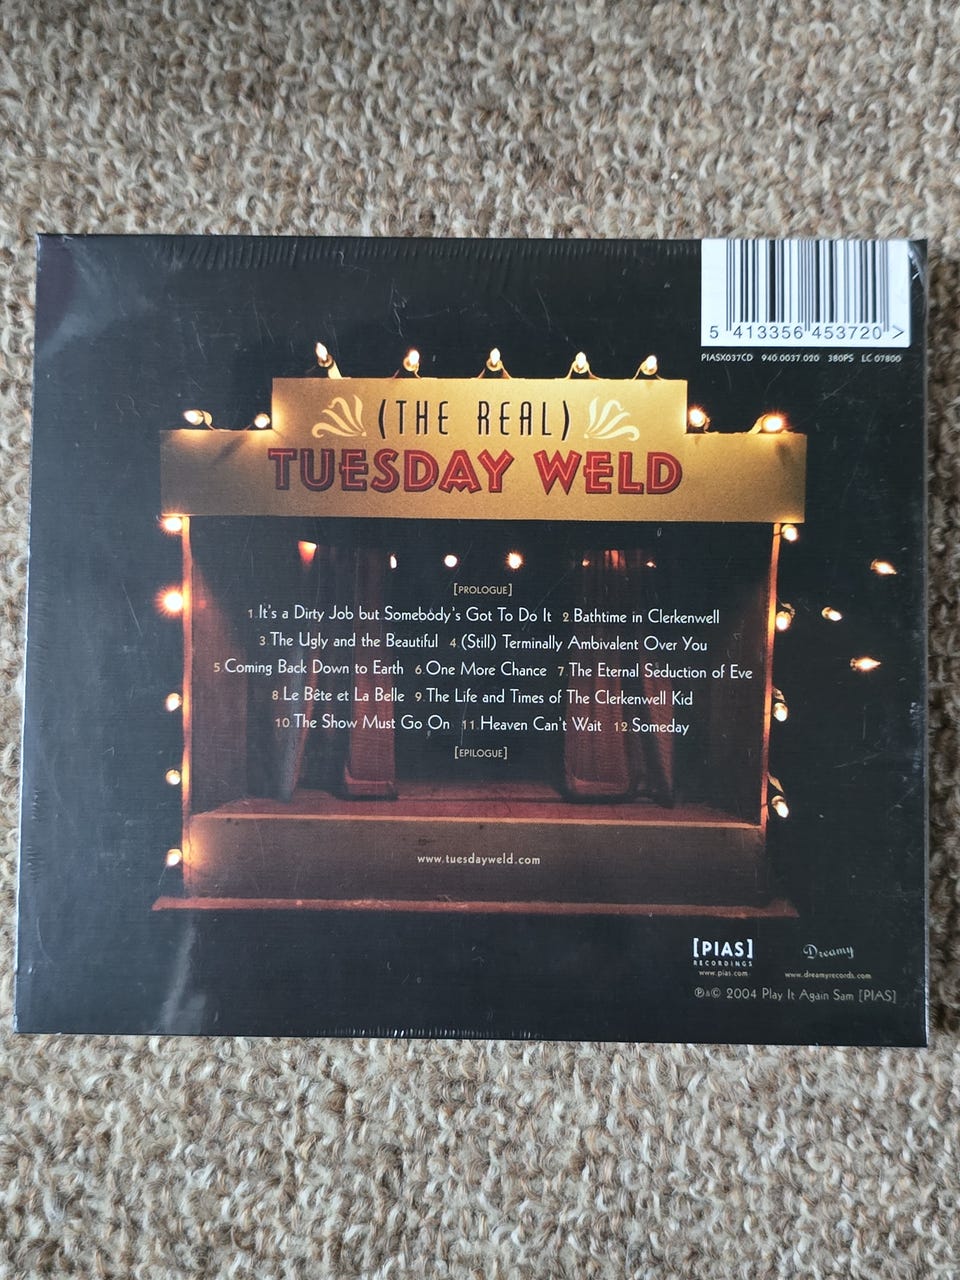 5 413356 453720 >
PIASX037CD 940.0037.020 380PS LC 07800
(THE REAL)
TUESDAY WELD
[PROLOGUE]
1.It's a Dirty Job but Somebody's Got To Do It 2.Bathtime in Clerkenwell
3.The Ugly and the Beautiful 4.(Still) Terminally Ambivalent Over You
5.Coming Back Down to Earth 6.One More Chance 7.The Eternal Seduction of Eve
8.Le Bête et La Belle 9.The Life and Times of The Clerkenwell Kid
10.The Show Must Go On 11.Heaven Can't Wait 12.Someday
[EPILOGUE]
www.tuesdayweld.com
[PIAS]
RECORDINGS
www.pias.com
Dreamy
www.dreamyrecords.com
℗&© 2004 Play It Again Sam [PIAS]